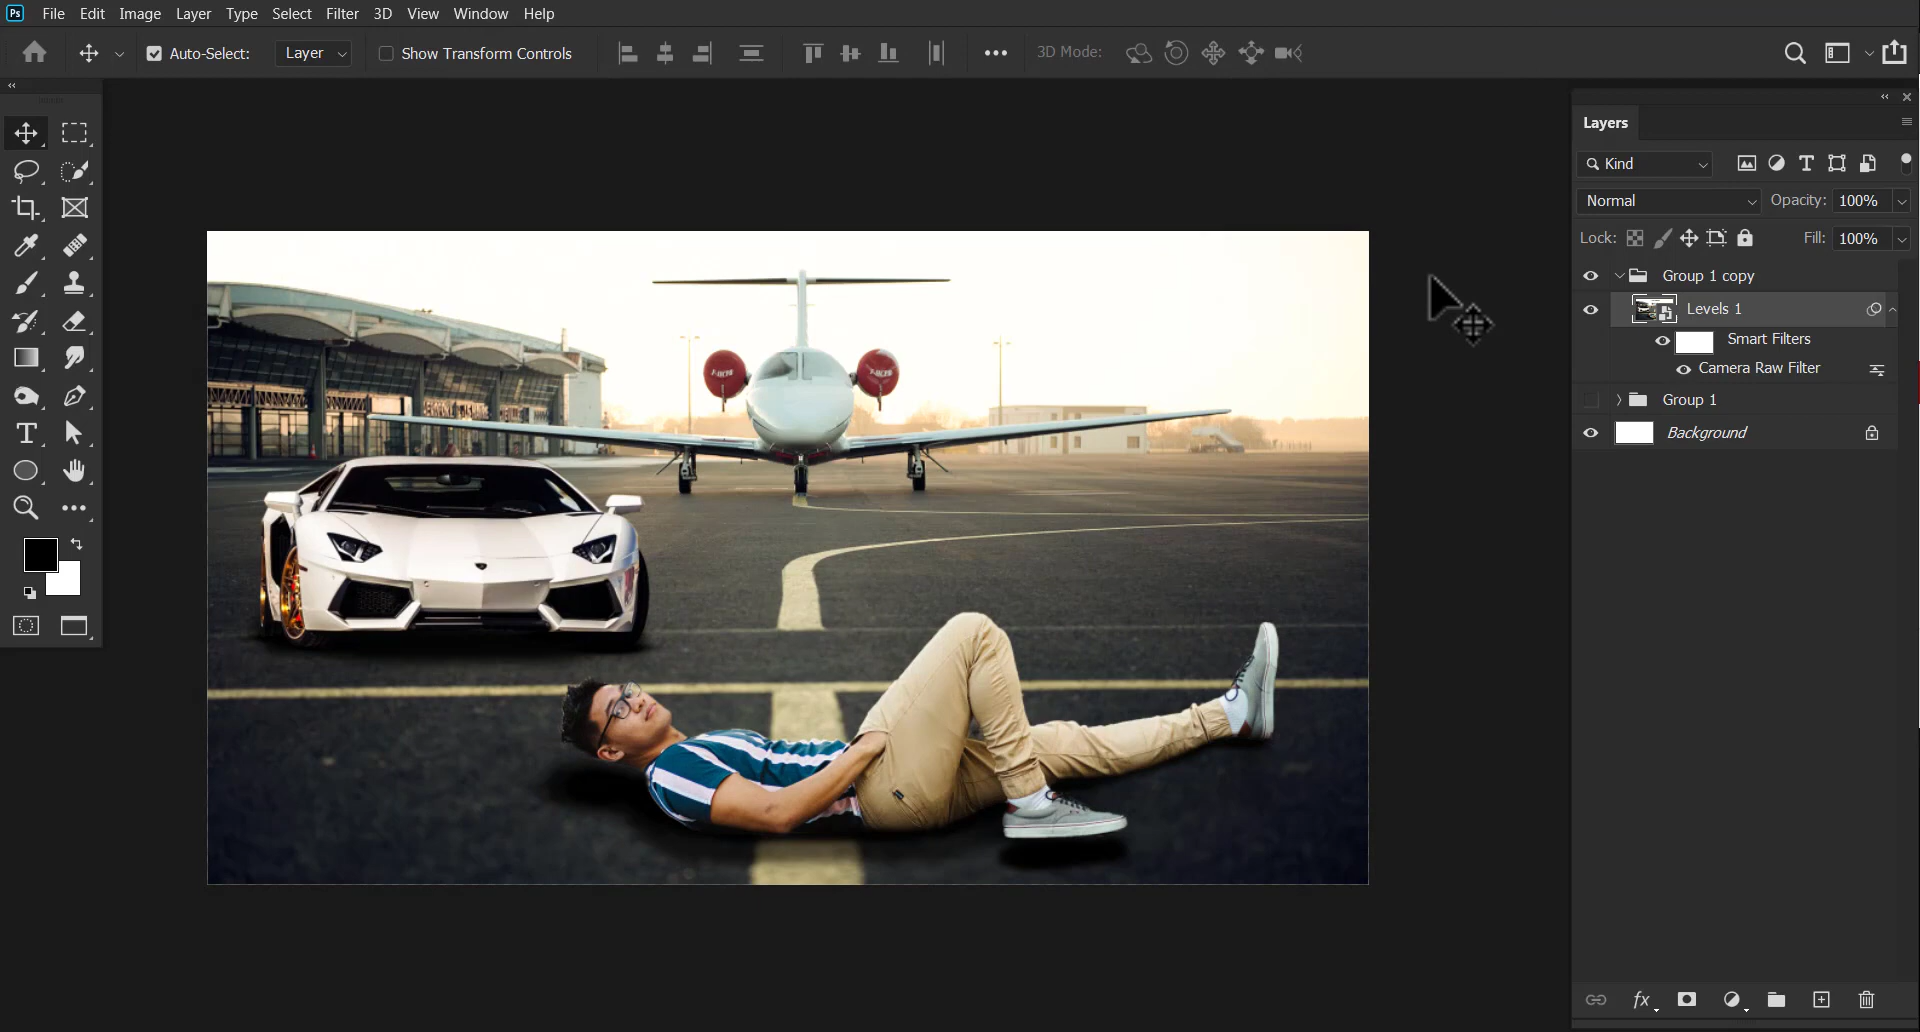 Ps File Edit Image Layer Type Select Filter 3D View Window Help
Auto-Select: Layer Show Transform Controls 3D Mode:
Layers
Kind
Normal Opacity: 100%
Lock: Fill: 100%
Group 1 copy
Levels 1
Smart Filters
Camera Raw Filter
Group 1
Background
fx